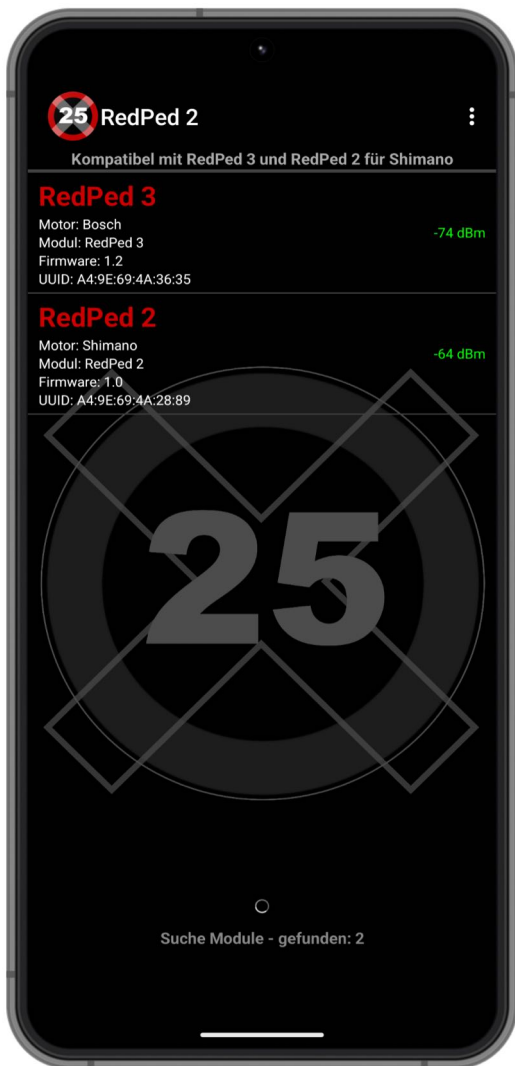 25 RedPed 2
Kompatibel mit RedPed 3 und RedPed 2 für Shimano
RedPed 3
Motor: Bosch
Modul: RedPed 3
Firmware: 1.2
UUID: A4:9E:69:4A:36:35
-74 dBm
RedPed 2
Motor: Shimano
Modul: RedPed 2
Firmware: 1.0
UUID: A4:9E:69:4A:28:89
-64 dBm
25
Suche Module - gefunden: 2